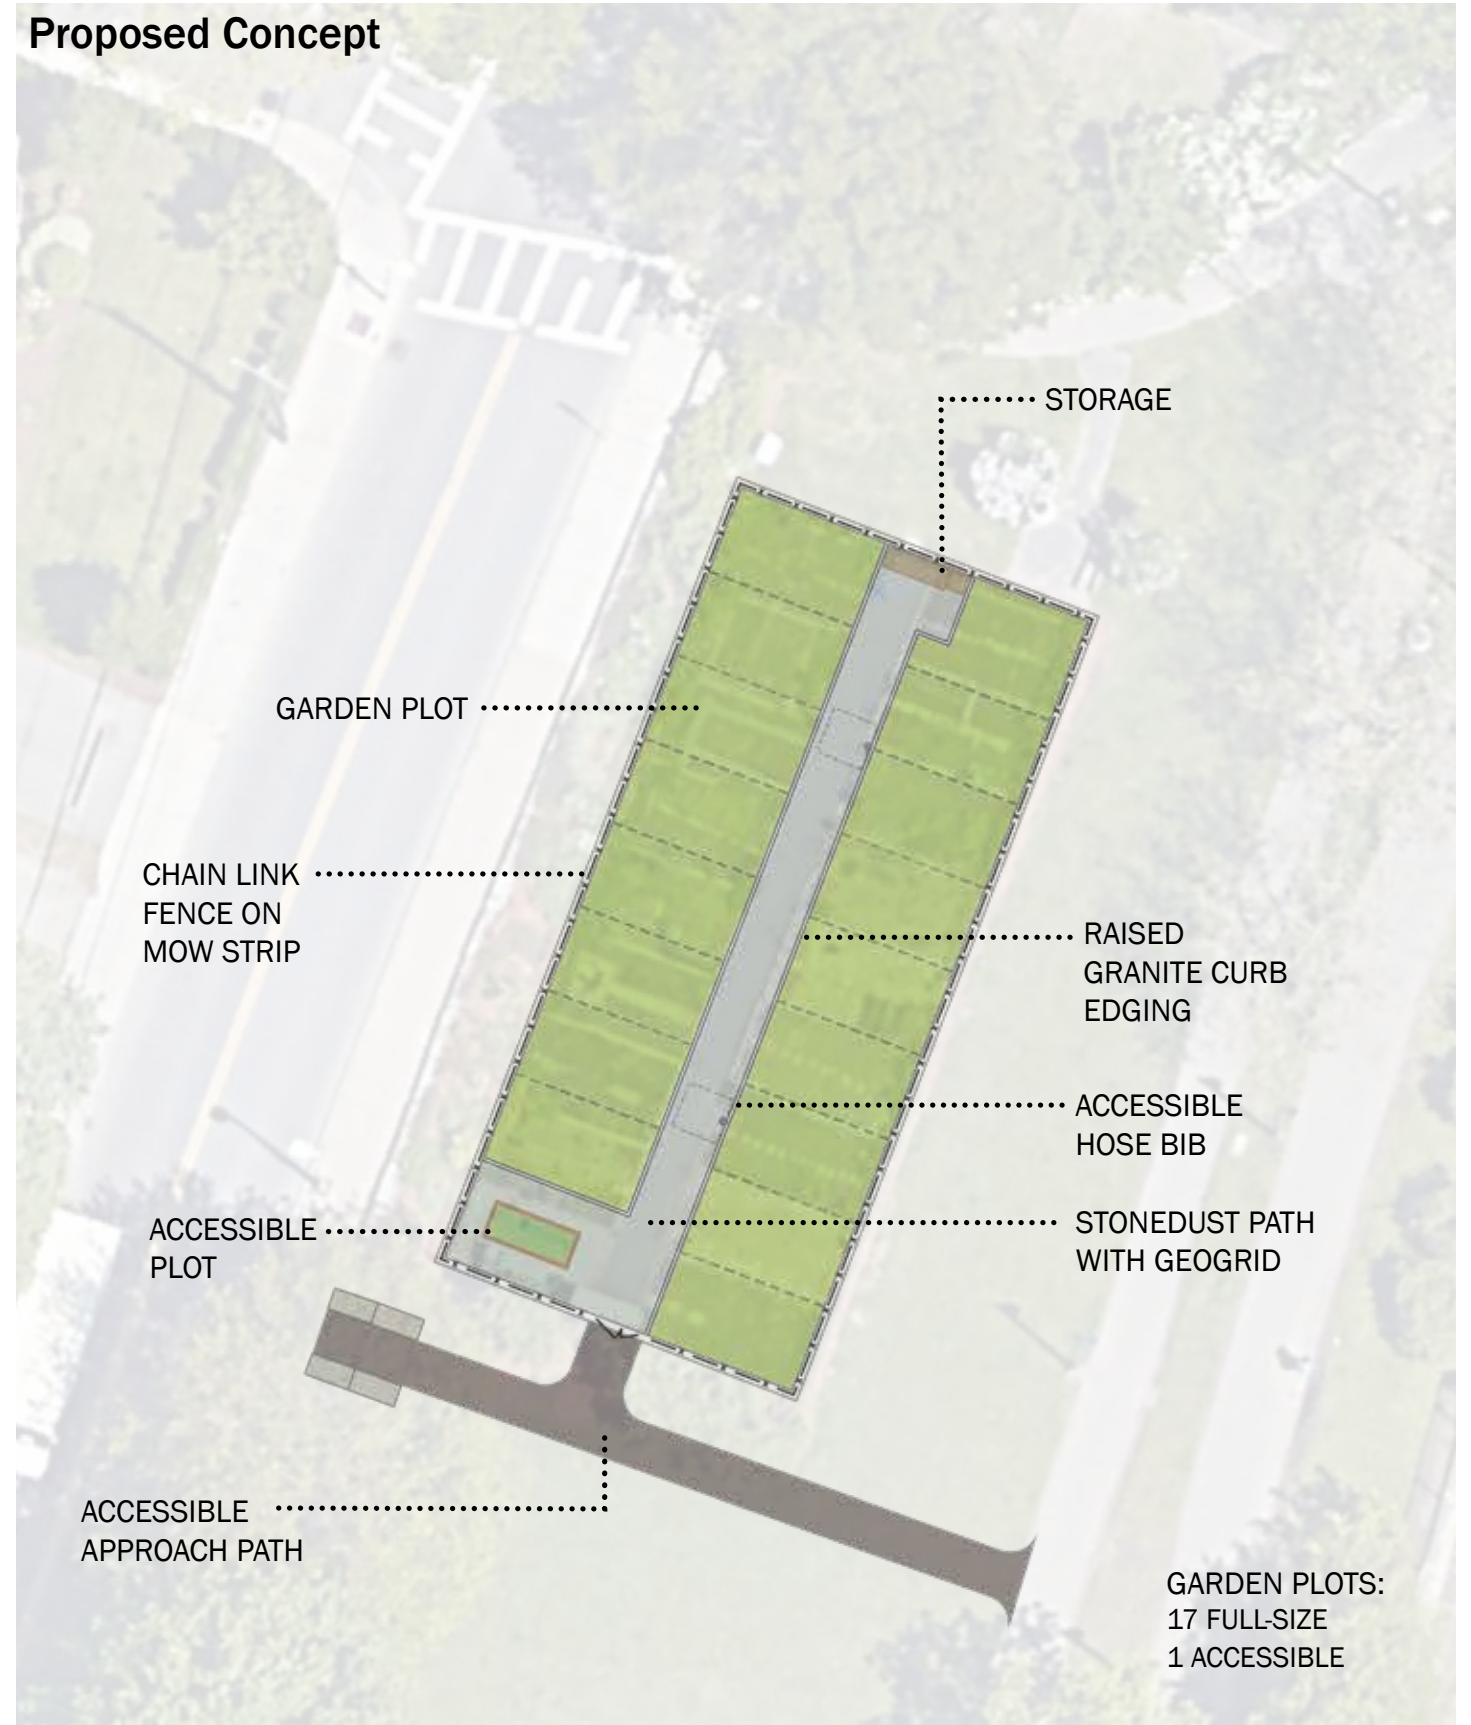 Proposed Concept
STORAGE
GARDEN PLOT
CHAIN LINK
FENCE ON
MOW STRIP
RAISED
GRANITE CURB
EDGING
ACCESSIBLE
HOSE BIB
ACCESSIBLE
PLOT
STONEDUST PATH
WITH GEOGRID
ACCESSIBLE
APPROACH PATH
GARDEN PLOTS:
17 FULL-SIZE
1 ACCESSIBLE